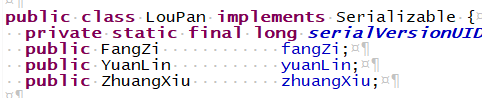 public class LouPan implements Serializable {
private static final long serialVersionUID
public FangZi fangZi;
public YuanLin yuanLin;
public ZhuangXiu zhuangXiu;